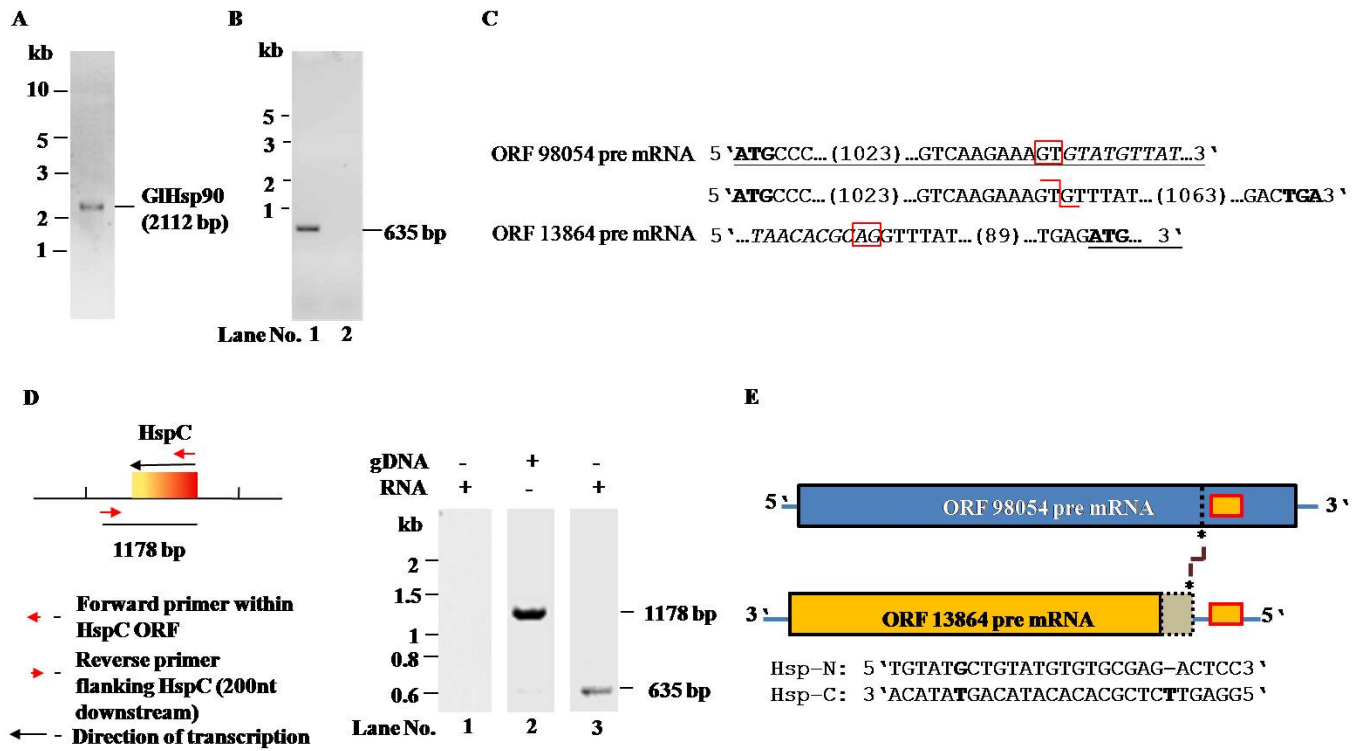 A
kb
10
5
3
2
1
GlHsp90
(2112 bp)
B
kb
5
3
2
1
635 bp
Lane No. 1 2
C
ORF 98054 pre mRNA 5‵ATGCCC…(1023)…GTCAAGAAAGTGTATGTTAT…3‵
5‵ATGCCC…(1023)…GTCAAGAAAGTGTTTAT…(1063)…GACTGA3‵
ORF 13864 pre mRNA 5‵…TAACACGCAGGTTTAT…(89)…TGAGATG… 3‵
D
HspC
1178 bp
- Forward primer within
HspC ORF
- Reverse primer
flanking HspC (200nt
downstream)
- Direction of transcription
gDNA - + -
RNA + - +
kb
2
1.5
1
0.8
0.6
1178 bp
635 bp
Lane No. 1 2 3
E
5‵ ORF 98054 pre mRNA 3‵
*
*
3‵ ORF 13864 pre mRNA 5‵
Hsp-N: 5‵TGTATGCTGTATGTGTGCGAG-ACTCC3‵
Hsp-C: 3‵ACATATGACATACACACGCTCTTGAGG5‵